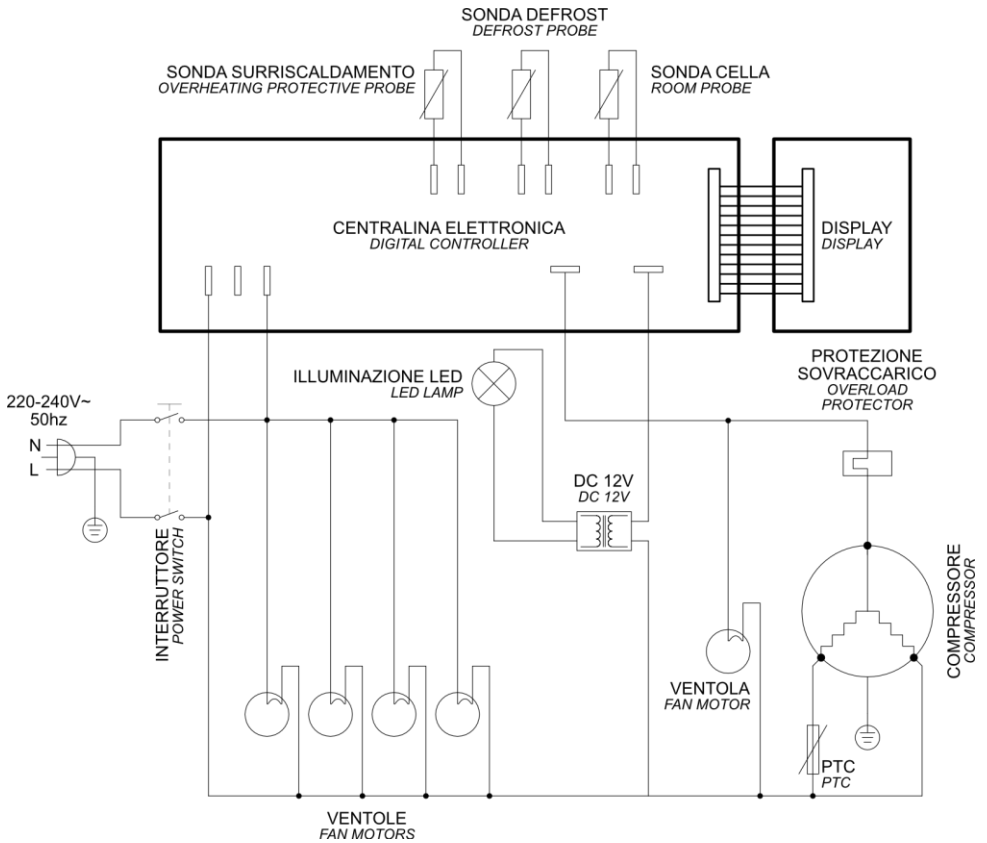 SONDA DEFROST
DEFROST PROBE
SONDA SURRISCALDAMENTO
OVERHEATING PROTECTIVE PROBE
SONDA CELLA
ROOM PROBE
CENTRALINA ELETTRONICA
DIGITAL CONTROLLER
DISPLAY
DISPLAY
ILLUMINAZIONE LED
LED LAMP
PROTEZIONE
SOVRACCARICO
OVERLOAD
PROTECTOR
220-240V~
50hz
N
L
DC 12V
DC 12V
INTERRUTTORE
POWER SWITCH
COMPRESSORE
COMPRESSOR
VENTOLA
FAN MOTOR
PTC
PTC
VENTOLE
FAN MOTORS